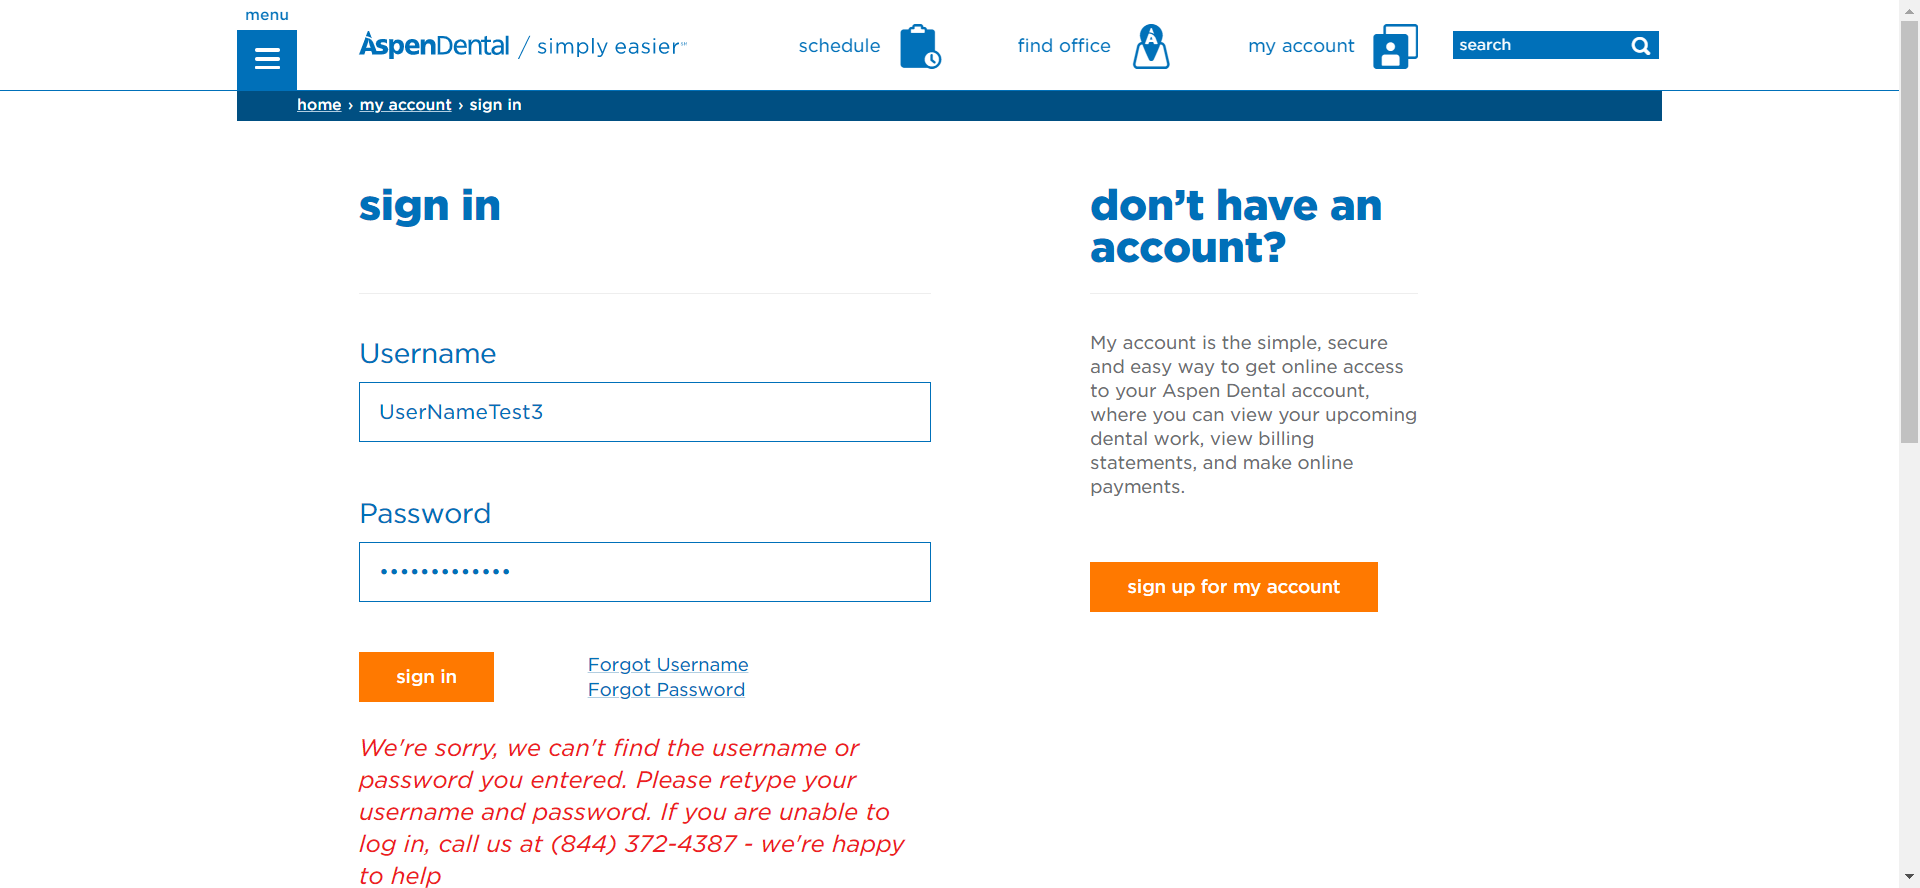 menu
AspenDental / simply easier℠
schedule
find office
my account
search
home › my account › sign in
sign in
Username
UserNameTest3
Password
•••••••••••••
sign in
Forgot Username
Forgot Password
We're sorry, we can't find the username or
password you entered. Please retype your
username and password. If you are unable to
log in, call us at (844) 372-4387 - we're happy
to help
don’t have an
account?
My account is the simple, secure
and easy way to get online access
to your Aspen Dental account,
where you can view your upcoming
dental work, view billing
statements, and make online
payments.
sign up for my account